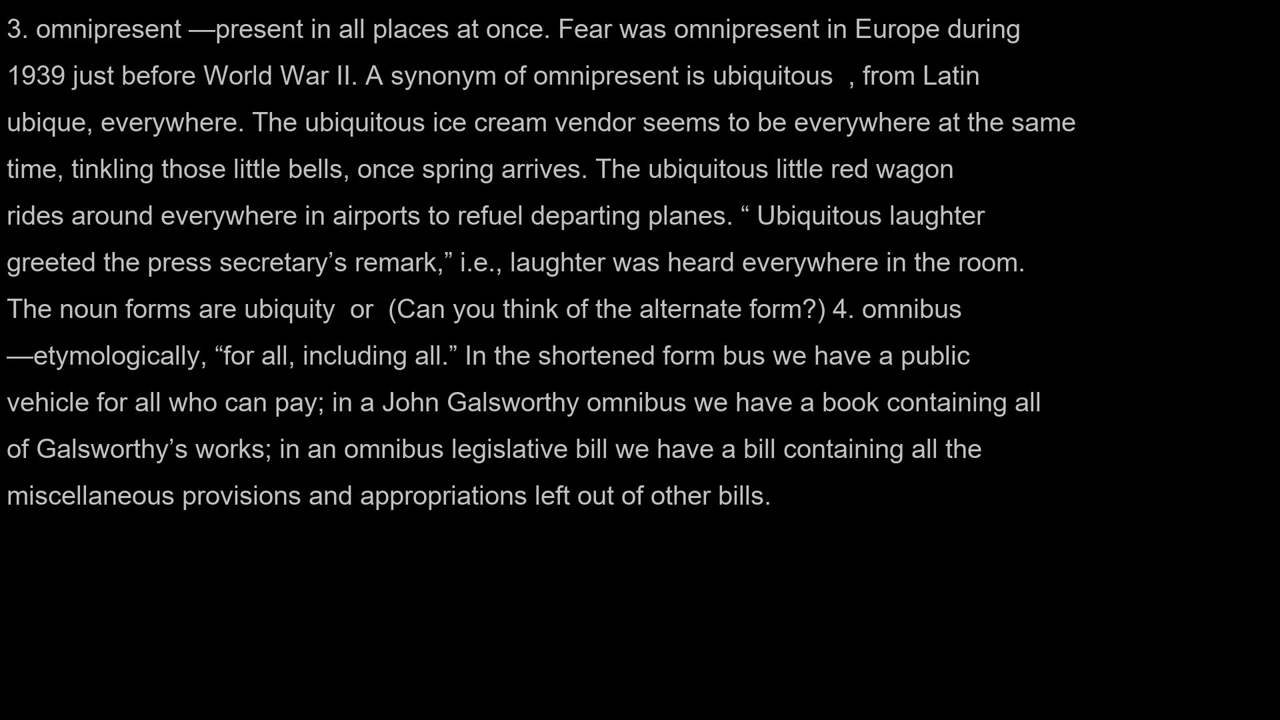 3. omnipresent —present in all places at once. Fear was omnipresent in Europe during
1939 just before World War II. A synonym of omnipresent is ubiquitous  , from Latin
ubique, everywhere. The ubiquitous ice cream vendor seems to be everywhere at the same
time, tinkling those little bells, once spring arrives. The ubiquitous little red wagon
rides around everywhere in airports to refuel departing planes. “ Ubiquitous laughter
greeted the press secretary’s remark,” i.e., laughter was heard everywhere in the room.
The noun forms are ubiquity  or  (Can you think of the alternate form?) 4. omnibus
—etymologically, “for all, including all.” In the shortened form bus we have a public
vehicle for all who can pay; in a John Galsworthy omnibus we have a book containing all
of Galsworthy’s works; in an omnibus legislative bill we have a bill containing all the
miscellaneous provisions and appropriations left out of other bills.